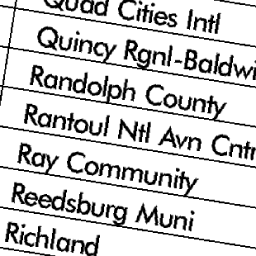 Quad Cities Intl
Quincy Rgnl-Baldwi
Randolph County
Rantoul Ntl Avn Cntr
Ray Community
Reedsburg Muni
Richland